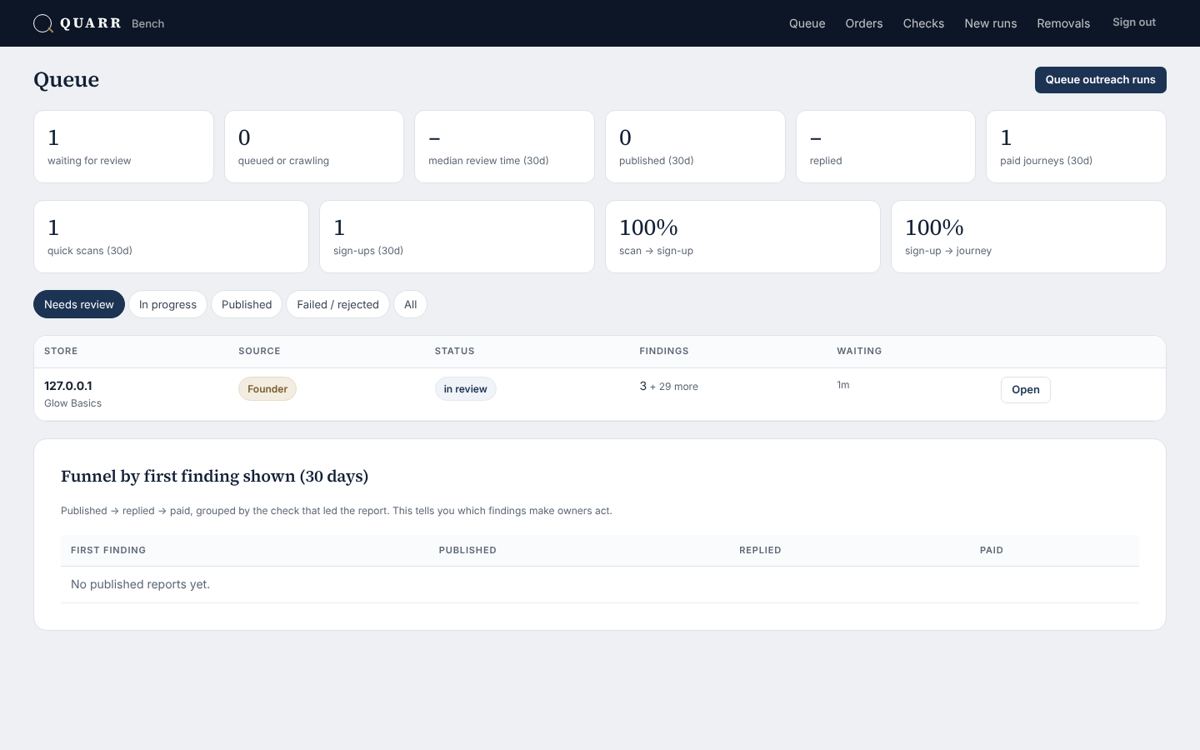 QUARR Bench Queue Orders Checks New runs Removals Sign out
Queue Queue outreach runs
1 0 – 0 – 1
waiting for review queued or crawling median review time (30d) published (30d) replied paid journeys (30d)
1 1 100% 100%
quick scans (30d) sign-ups (30d) scan → sign-up sign-up → journey
Needs review In progress Published Failed / rejected All
STORE SOURCE STATUS FINDINGS WAITING
127.0.0.1 Founder in review 3 + 29 more 1m Open
Glow Basics
Funnel by first finding shown (30 days)
Published → replied → paid, grouped by the check that led the report. This tells you which findings make owners act.
FIRST FINDING PUBLISHED REPLIED PAID
No published reports yet.